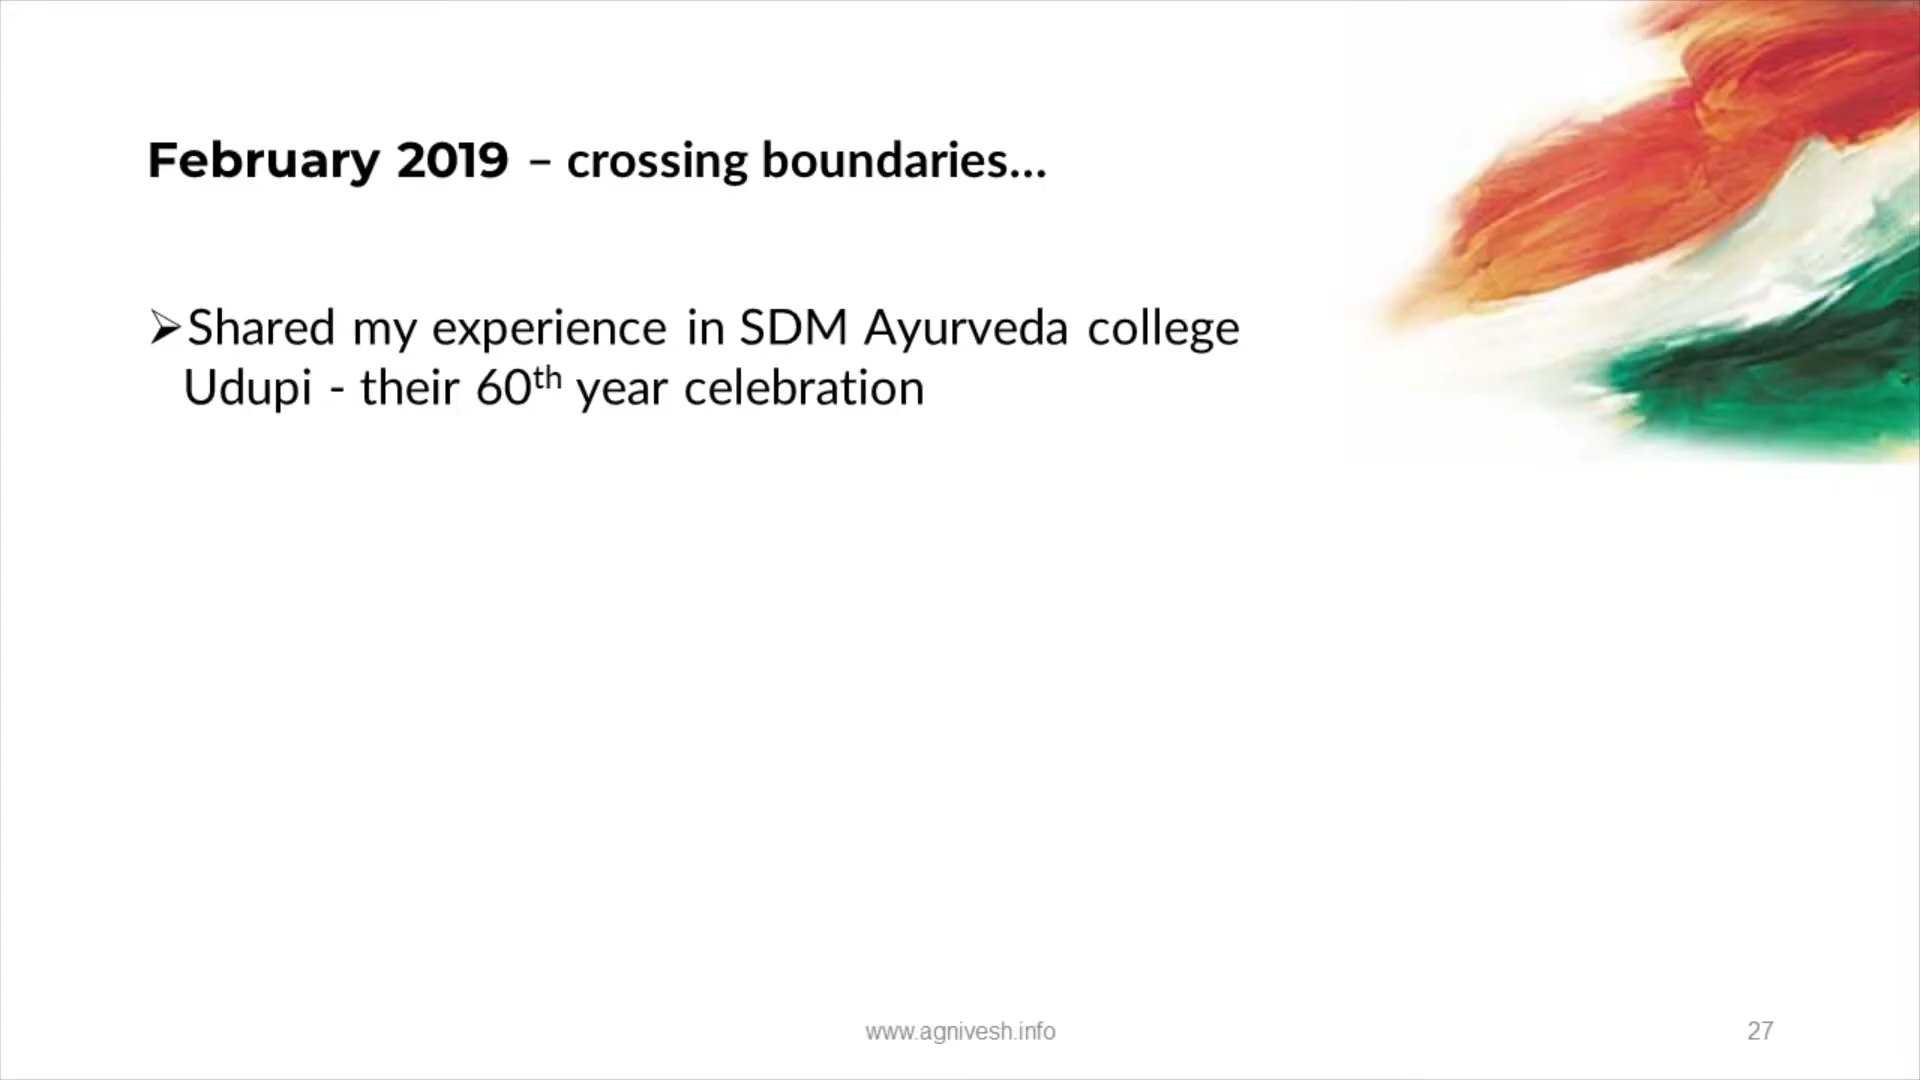 February 2019 – crossing boundaries...
➢Shared my experience in SDM Ayurveda college
Udupi - their 60th year celebration
www.agnivesh.info
27